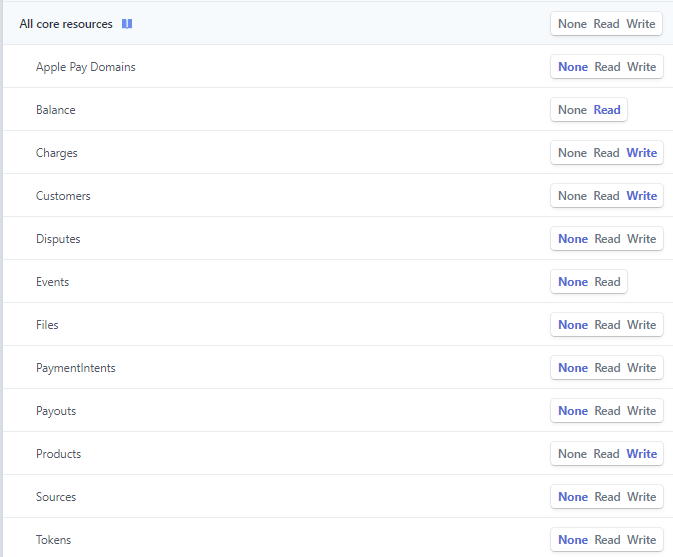 All core resources None Read Write
Apple Pay Domains None Read Write
Balance None Read
Charges None Read Write
Customers None Read Write
Disputes None Read Write
Events None Read
Files None Read Write
PaymentIntents None Read Write
Payouts None Read Write
Products None Read Write
Sources None Read Write
Tokens None Read Write